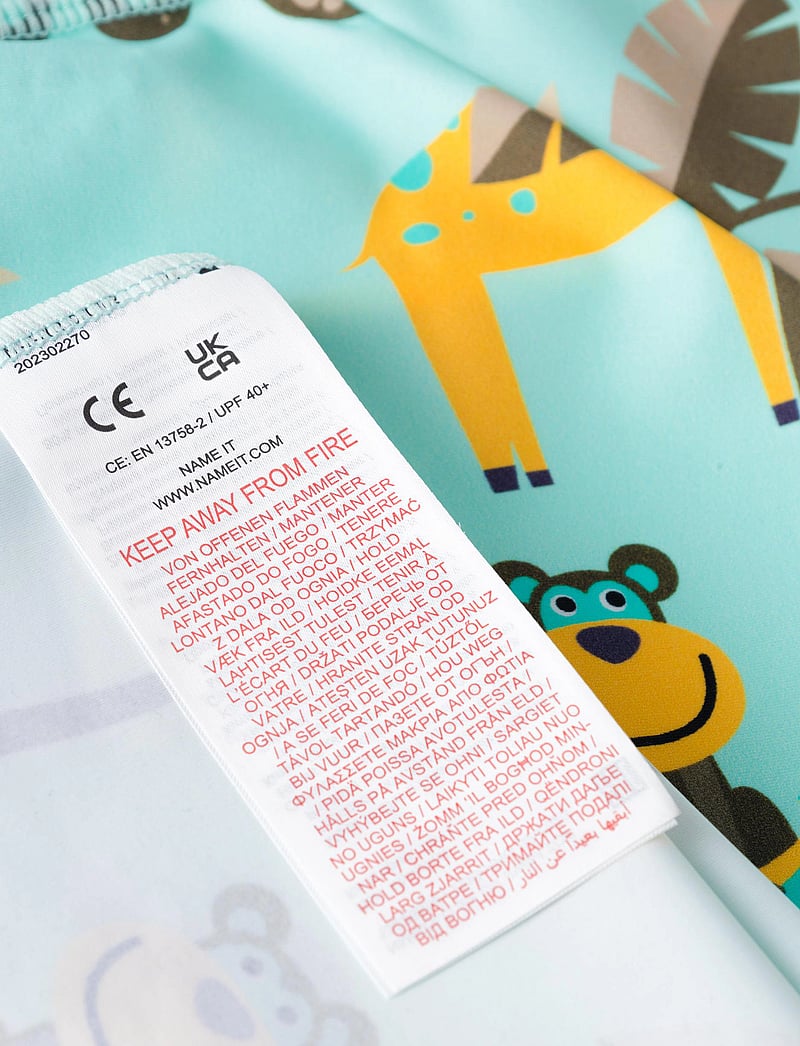 202302270
CE
UK
CA
CE: EN 13758-2 / UPF 40+
NAME IT
WWW.NAMEIT.COM
KEEP AWAY FROM FIRE
VON OFFENEN FLAMMEN
FERNHALTEN / MANTENER
ALEJADO DEL FUEGO / MANTER
AFASTADO DO FOGO / TENERE
LONTANO DAL FUOCO / TRZYMAĆ
Z DALA OD OGNIA / HOLD
VÆK FRA ILD / HOIDKE EEMAL
LAHTISEST TULEST / TENIR À
L'ÉCART DU FEU / БЕРЕЧЬ ОТ
ОГНЯ / DRŽATI PODALJE OD
VATRE / HRANITE STRAN OD
OGNJA / ATEŞTEN UZAK TUTUNUZ
/ A SE FERI DE FOC / TŰZTŐL
TÁVOL TARTANDÓ / HOU WEG
BIJ VUUR / ПАЗЕТЕ ОТ ОГЪН /
ΦΥΛΑΣΣΕΤΕ ΜΑΚΡΙΑ ΑΠΟ ΦΩΤΙΑ
/ PIDÄ POISSA AVOTULESTA /
HÅLLS PÅ AVSTÅND FRÅN ELD /
VYHÝBEJTE SE OHNI / SARGIET
NO UGUNS / LAIKYTI TOLIAU NUO
UGNIES / ŻOMM 'IL BOGĦOD MIN-
NAR / CHRÁŇTE PRED OHŇOM /
HOLD BORTE FRA ILD / QËNDRONI
LARG ZJARRIT / ДРЖАТИ ДАЉЕ
ОД ВАТРЕ / ТРИМАЙТЕ ПОДАЛІ
ВІД ВОГНЮ / ابقها بعيدا عن النار